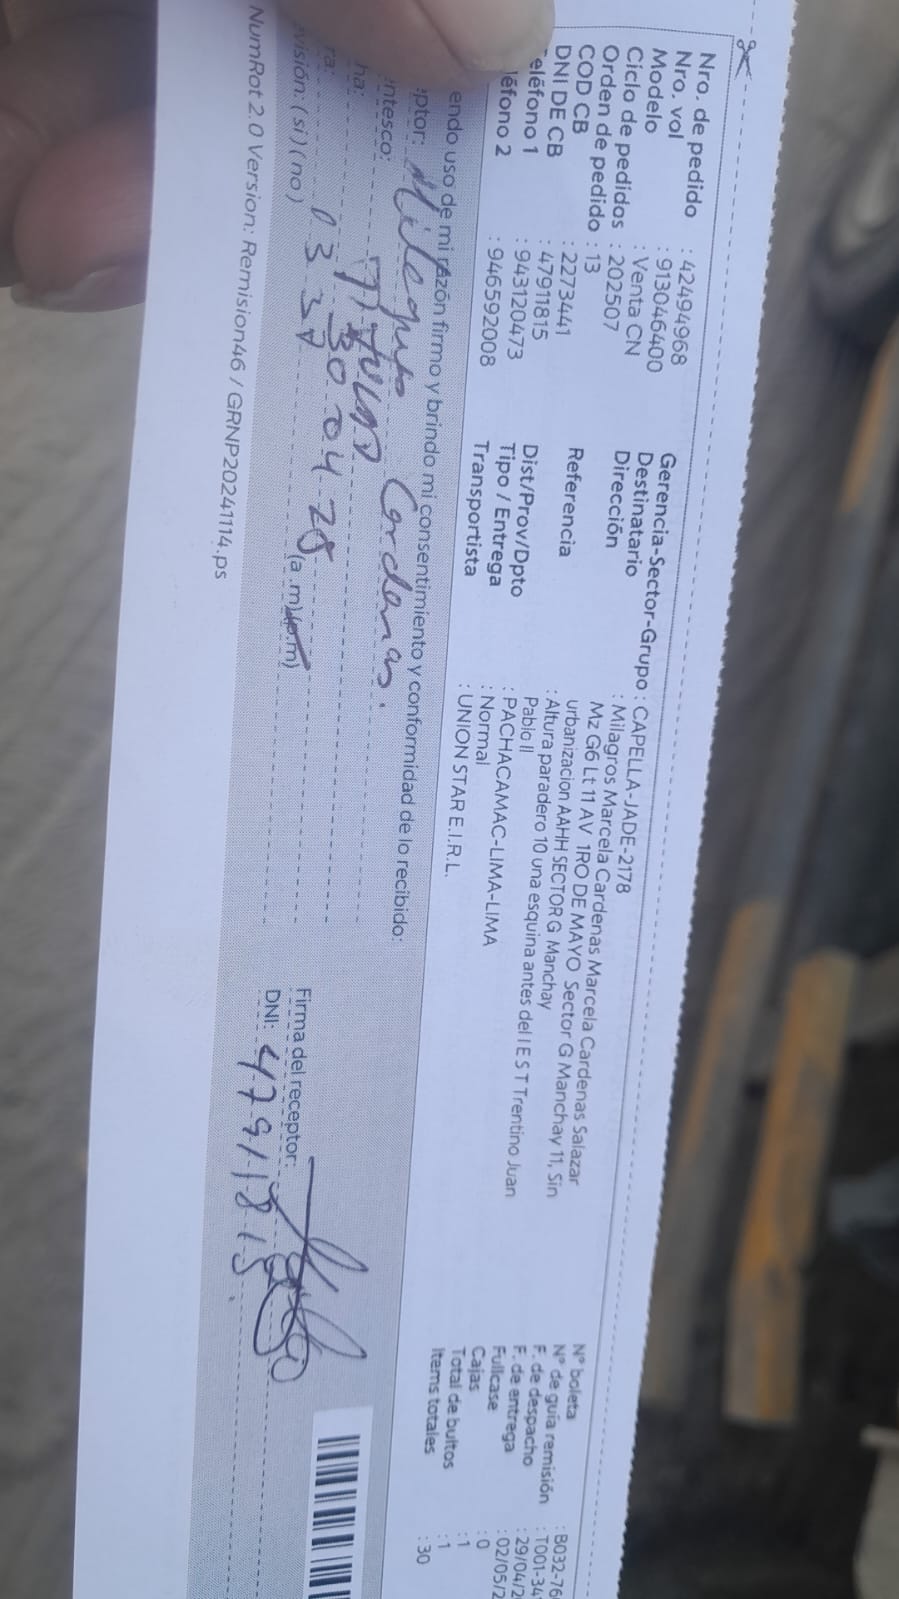 Nro. de pedido : 42494968
Nro. vol : 913046400
Modelo : Venta CN
Ciclo de pedidos : 202507
Orden de pedido : 13
COD CB : 2273441
DNI DE CB : 47911815
eléfono 1 : 943120473
léfono 2 : 946592008
Gerencia-Sector-Grupo : CAPELLA-JADE-2178
Destinatario : Milagros Marcela Cardenas Marcela Cardenas Salazar
Dirección Mz G6 Lt 11 AV 1RO DE MAYO Sector G Manchay 11, Sin
urbanizacion AAHH SECTOR G Manchay
Referencia : Altura paradero 10 una esquina antes del I E S T Trentino Juan
Pablo II
Dist/Prov/Dpto : PACHACAMAC-LIMA-LIMA
Tipo / Entrega : Normal
Transportista : UNION STAR E.I.R.L.
N° boleta : B032-76
N° de guía remisión : T001-34
F. de despacho : 29/04/2
F. de entrega : 02/05/2
Fullcase : 0
Cajas : 1
Total de bultos : 1
Items totales : 30
endo uso de mi razón firmo y brindo mi consentimiento y conformidad de lo recibido:
eptor: Milagros Cardenas.
entesco:
ha: 30 04 25
ra: (a.m) (p.m)
visión: (si) (no)
Firma del receptor:
DNI: 47911815.
NumRot 2.0 Version: Remision46 / GRNP20241114.ps